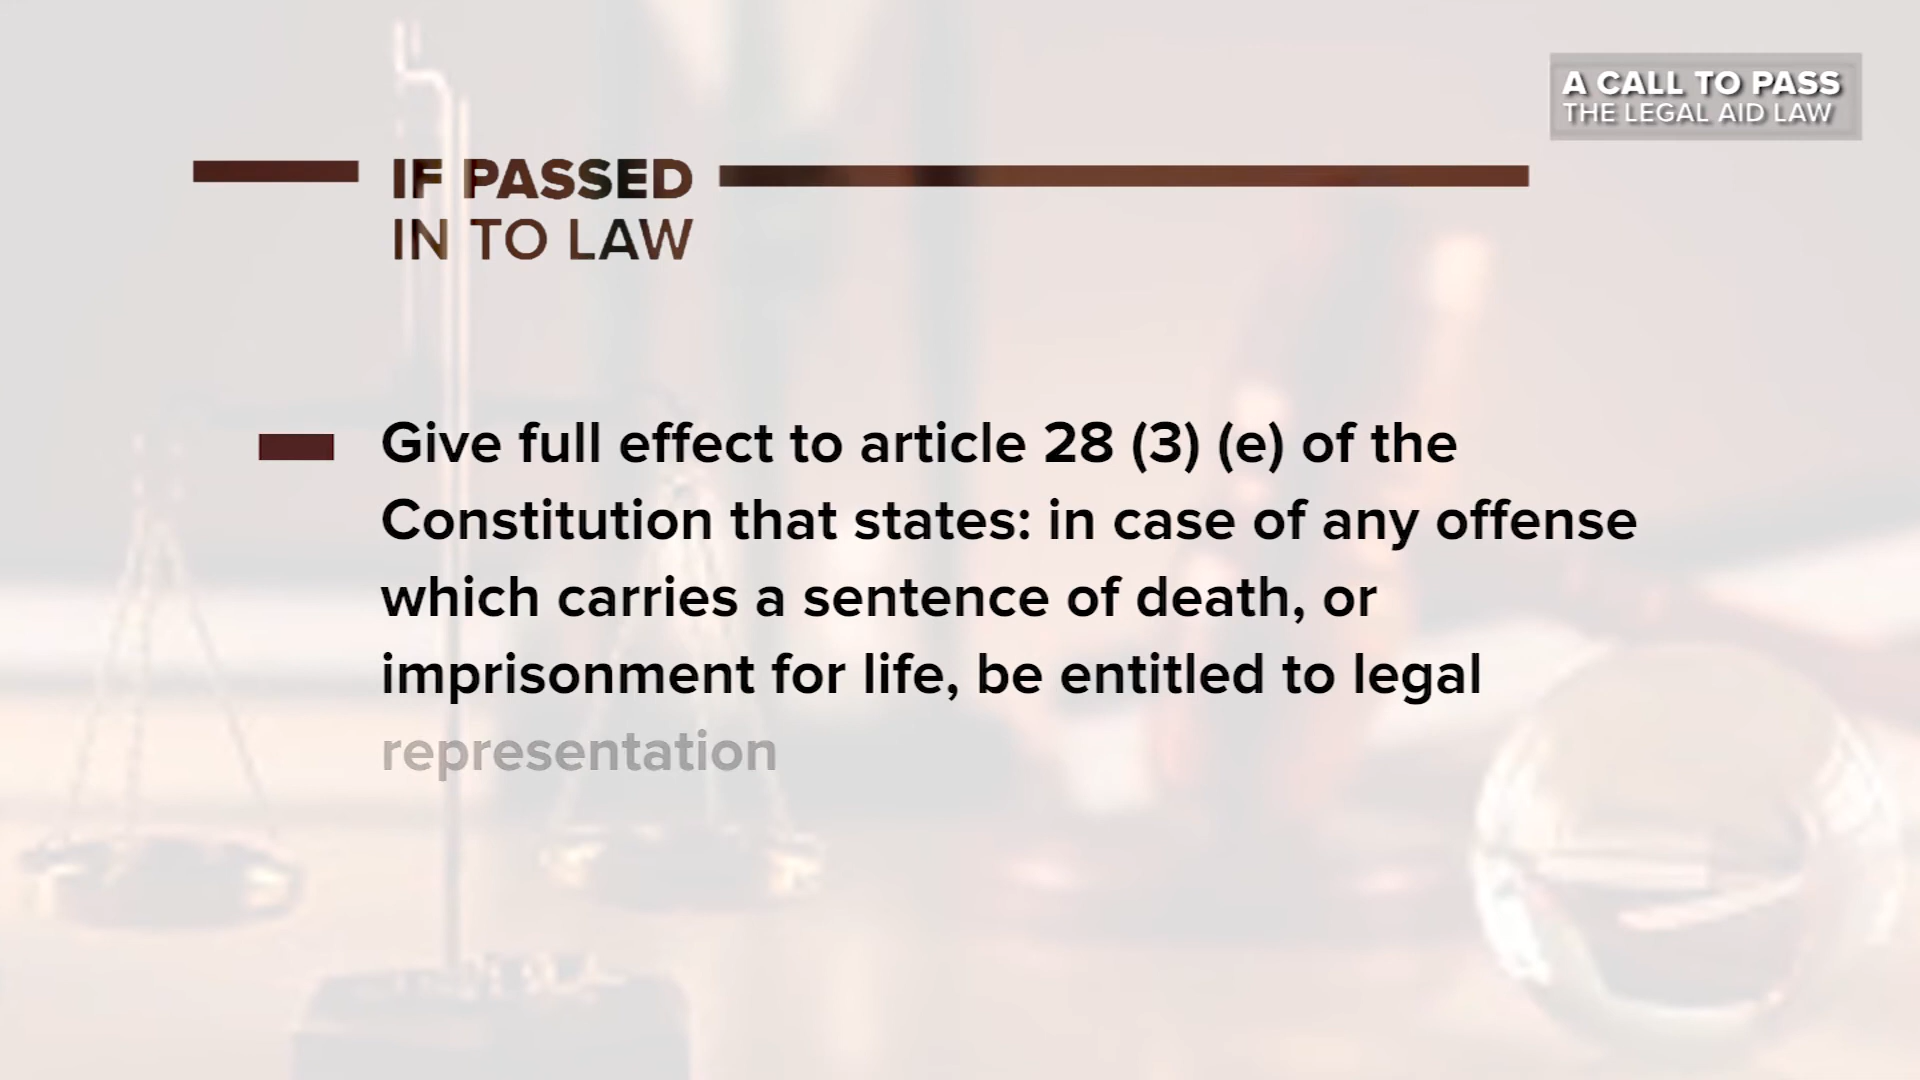 A CALL TO PASS
THE LEGAL AID LAW
IF PASSED
IN TO LAW
Give full effect to article 28 (3) (e) of the
Constitution that states: in case of any offense
which carries a sentence of death, or
imprisonment for life, be entitled to legal
representation